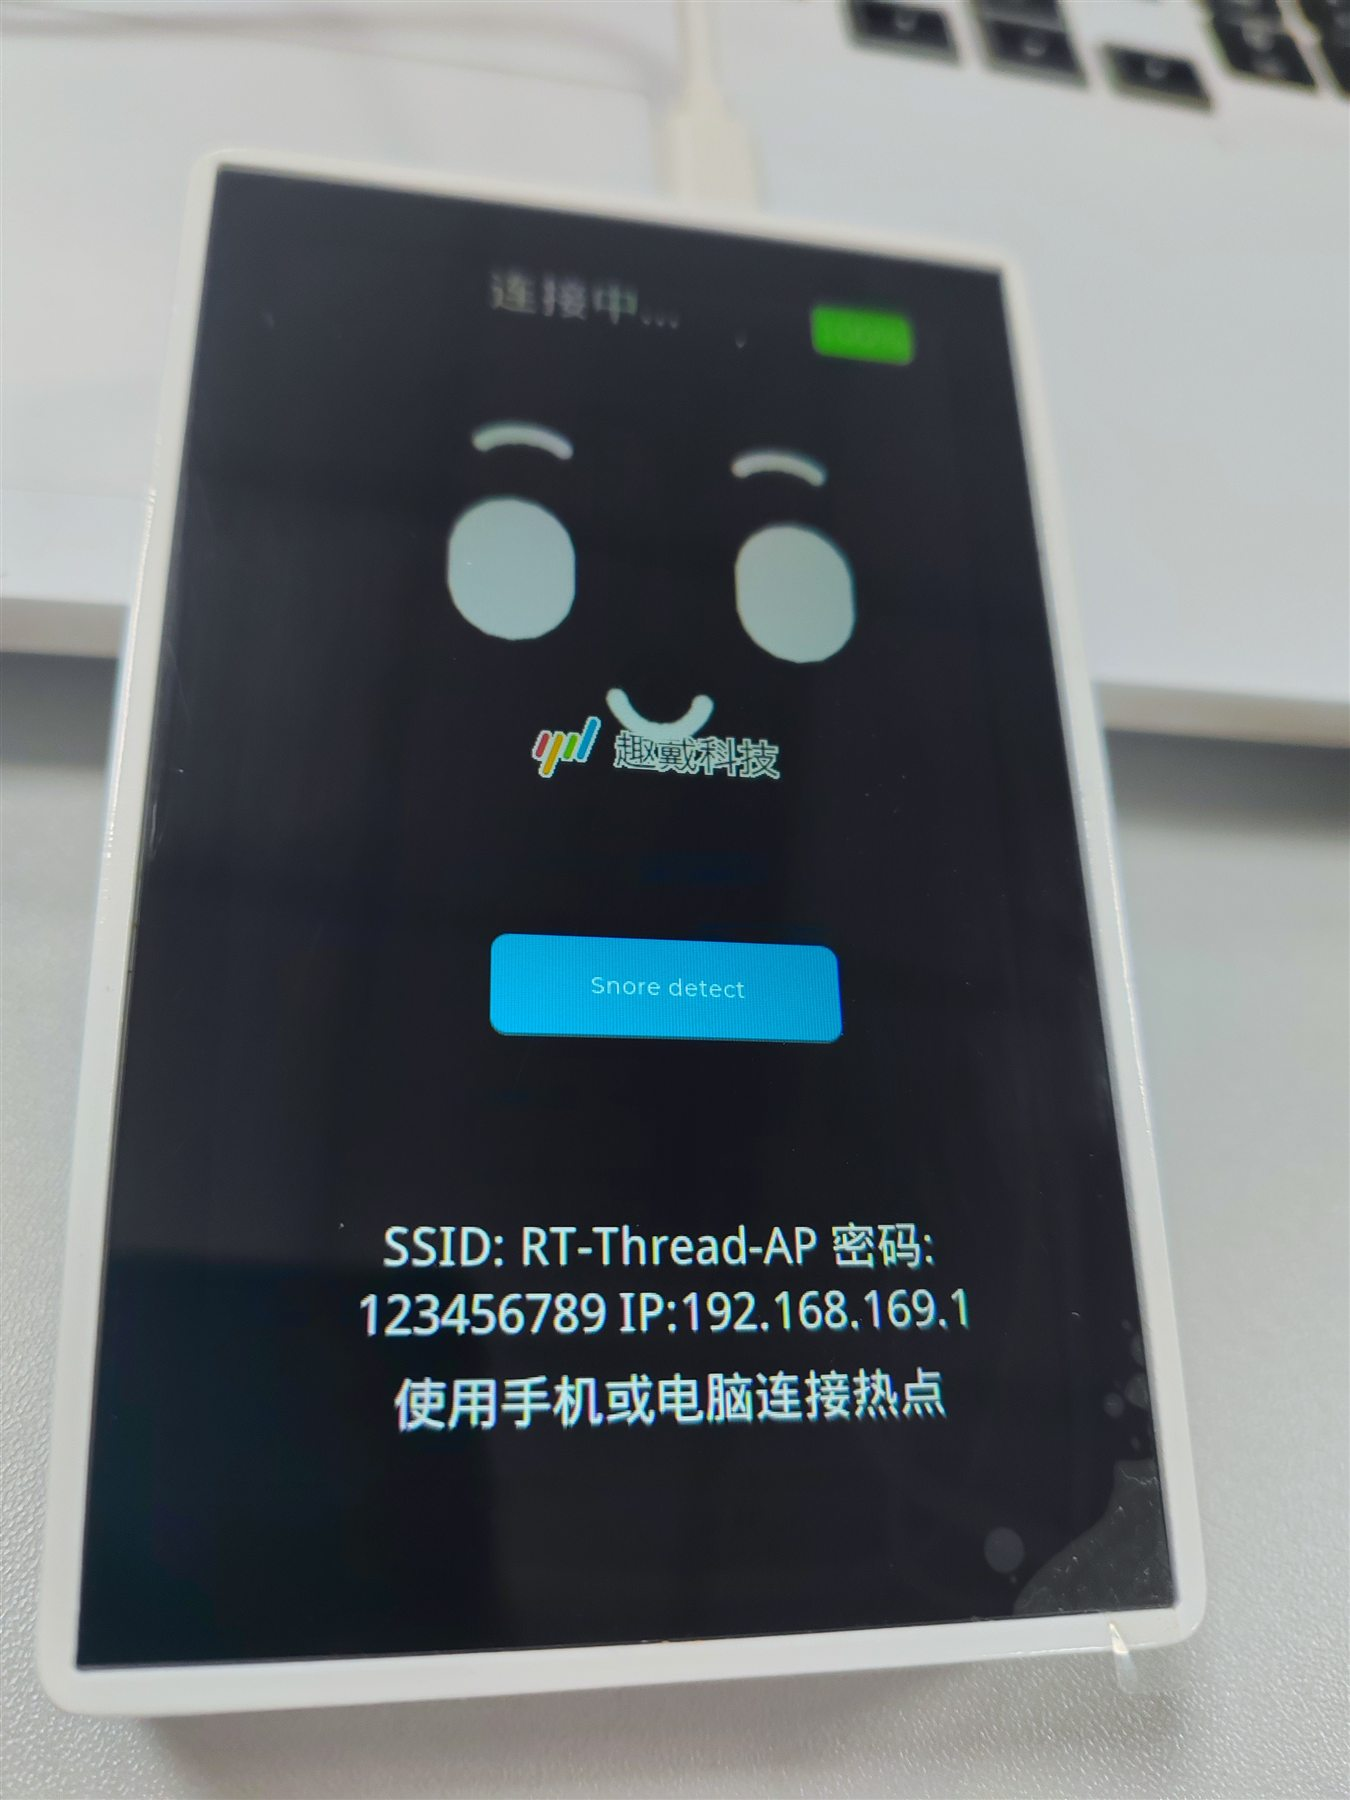 连接中...
趣戴科技
Snore detect
SSID: RT-Thread-AP 密码:
123456789 IP:192.168.169.1
使用手机或电脑连接热点